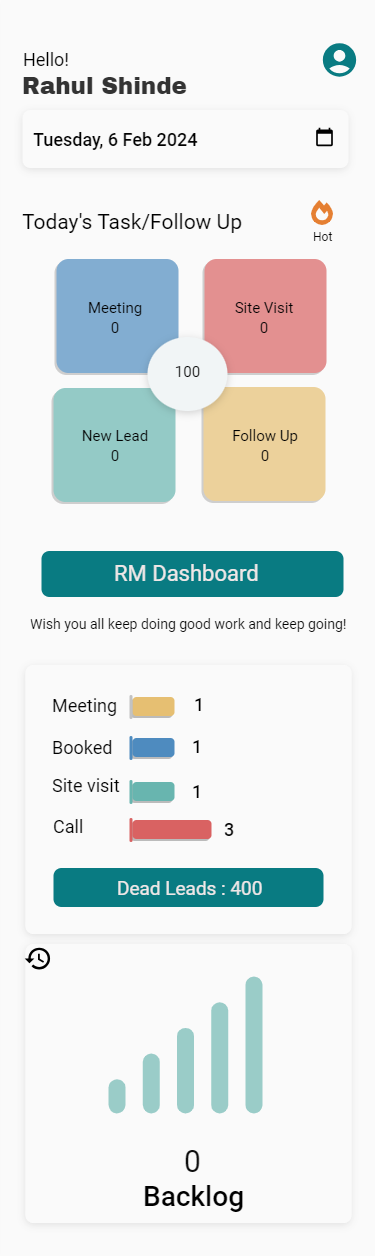 Hello!
Rahul Shinde
Tuesday, 6 Feb 2024
Today's Task/Follow Up
Hot
Meeting
0
Site Visit
0
100
New Lead
0
Follow Up
0
RM Dashboard
Wish you all keep doing good work and keep going!
Meeting 1
Booked 1
Site visit 1
Call 3
Dead Leads : 400
0
Backlog